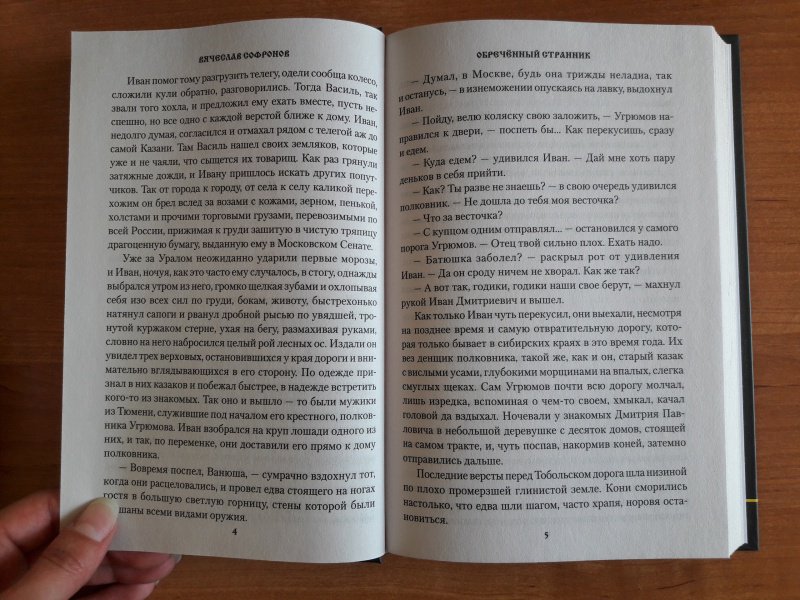 ВЯЧЕСЛАВ СОФРОНОВ
Иван помог тому разгрузить телегу, одели сообща колесо,
сложили кули обратно, разговорились. Тогда Василь, так
звали того хохла, и предложил ему ехать вместе, пусть не-
спешно, но все одно с каждой верстой ближе к дому. Иван,
недолго думая, согласился и отмахал рядом с телегой аж до
самой Казани. Там Василь нашел своих земляков, которые
уже и не чаяли, что сыщется их товарищ. Как раз грянули
затяжные дожди, и Ивану пришлось искать других попут-
чиков. Так от города к городу, от села к селу каликой пере-
хожим он брел вслед за возами с кожами, зерном, пенькой,
холстами и прочими торговыми грузами, перевозимыми по
всей России, прижимая к груди зашитую в чистую тряпицу
драгоценную бумагу, выданную ему в Московском Сенате.
Уже за Уралом неожиданно ударили первые морозы,
и Иван, ночуя, как это часто ему случалось, в стогу, однажды
выбрался утром из него, громко щелкая зубами и охлопывая
себя изо всех сил по груди, бокам, животу, быстрехонько
натянул сапоги и рванул дробной рысью по увядшей, тро-
нутой куржаком стерне, ухая на бегу, размахивая руками,
словно на него набросился целый рой лесных ос. Издали он
увидел трех верховых, остановившихся у края дороги и вни-
мательно вглядывающихся в его сторону. По одежде при-
знал в них казаков и побежал быстрее, в надежде встретить
кого-то из знакомых. Так оно и вышло — то были мужики
из Тюмени, служившие под началом его крестного, полков-
ника Угрюмова. Иван взобрался на круп лошади одного из
них, и так, по переменке, они доставили его прямо к дому
полковника.
— Вовремя поспел, Ванюша, — сумрачно вздохнул тот,
когда они расцеловались, и провел едва стоящего на ногах
гостя в большую светлую горницу, стены которой были
шаны всеми видами оружия.
4
ОБРЕЧЁННЫЙ СТРАННИК
— Думал, в Москве, будь она трижды неладна, так
и останусь, — в изнеможении опускаясь на лавку, выдохнул
Иван.
— Пойду, велю коляску свою заложить, — Угрюмов на-
правился к двери, — поспеть бы... Как перекусишь, сразу
и едем.
— Куда едем? — удивился Иван. — Дай мне хоть пару
деньков в себя прийти.
— Как? Ты разве не знаешь? — в свою очередь удивился
полковник. — Не дошла до тебя моя весточка?
— Что за весточка?
— С купцом одним отправлял... — остановился у самого
порога Угрюмов. — Отец твой сильно плох. Ехать надо.
— Батюшка заболел? — раскрыл рот от удивления
Иван. — Да он сроду ничем не хворал. Как же так?
— А вот так, годики, годики наши свое берут, — махнул
рукой Иван Дмитриевич и вышел.
Как только Иван чуть перекусил, они выехали, несмотря
на позднее время и самую отвратительную дорогу, кото-
рая только бывает в сибирских краях в это время года. Их
вез денщик полковника, такой же, как и он, старый казак
с вислыми усами, глубокими морщинами на впалых, слегка
смуглых щеках. Сам Угрюмов почти всю дорогу молчал,
лишь изредка, вспоминая о чем-то своем, хмыкал, качал
головой да вздыхал. Ночевали у знакомых Дмитрия Пав-
ловича в небольшой деревушке с десяток домов, стоящей
на самом тракте, и, чуть поспав, накормив коней, затемно
отправились дальше.
Последние версты перед Тобольском дорога шла низиной
по плохо промерзшей глинистой земле. Кони сморились
настолько, что едва шли шагом, часто храпя, норовя оста-
новиться.
5